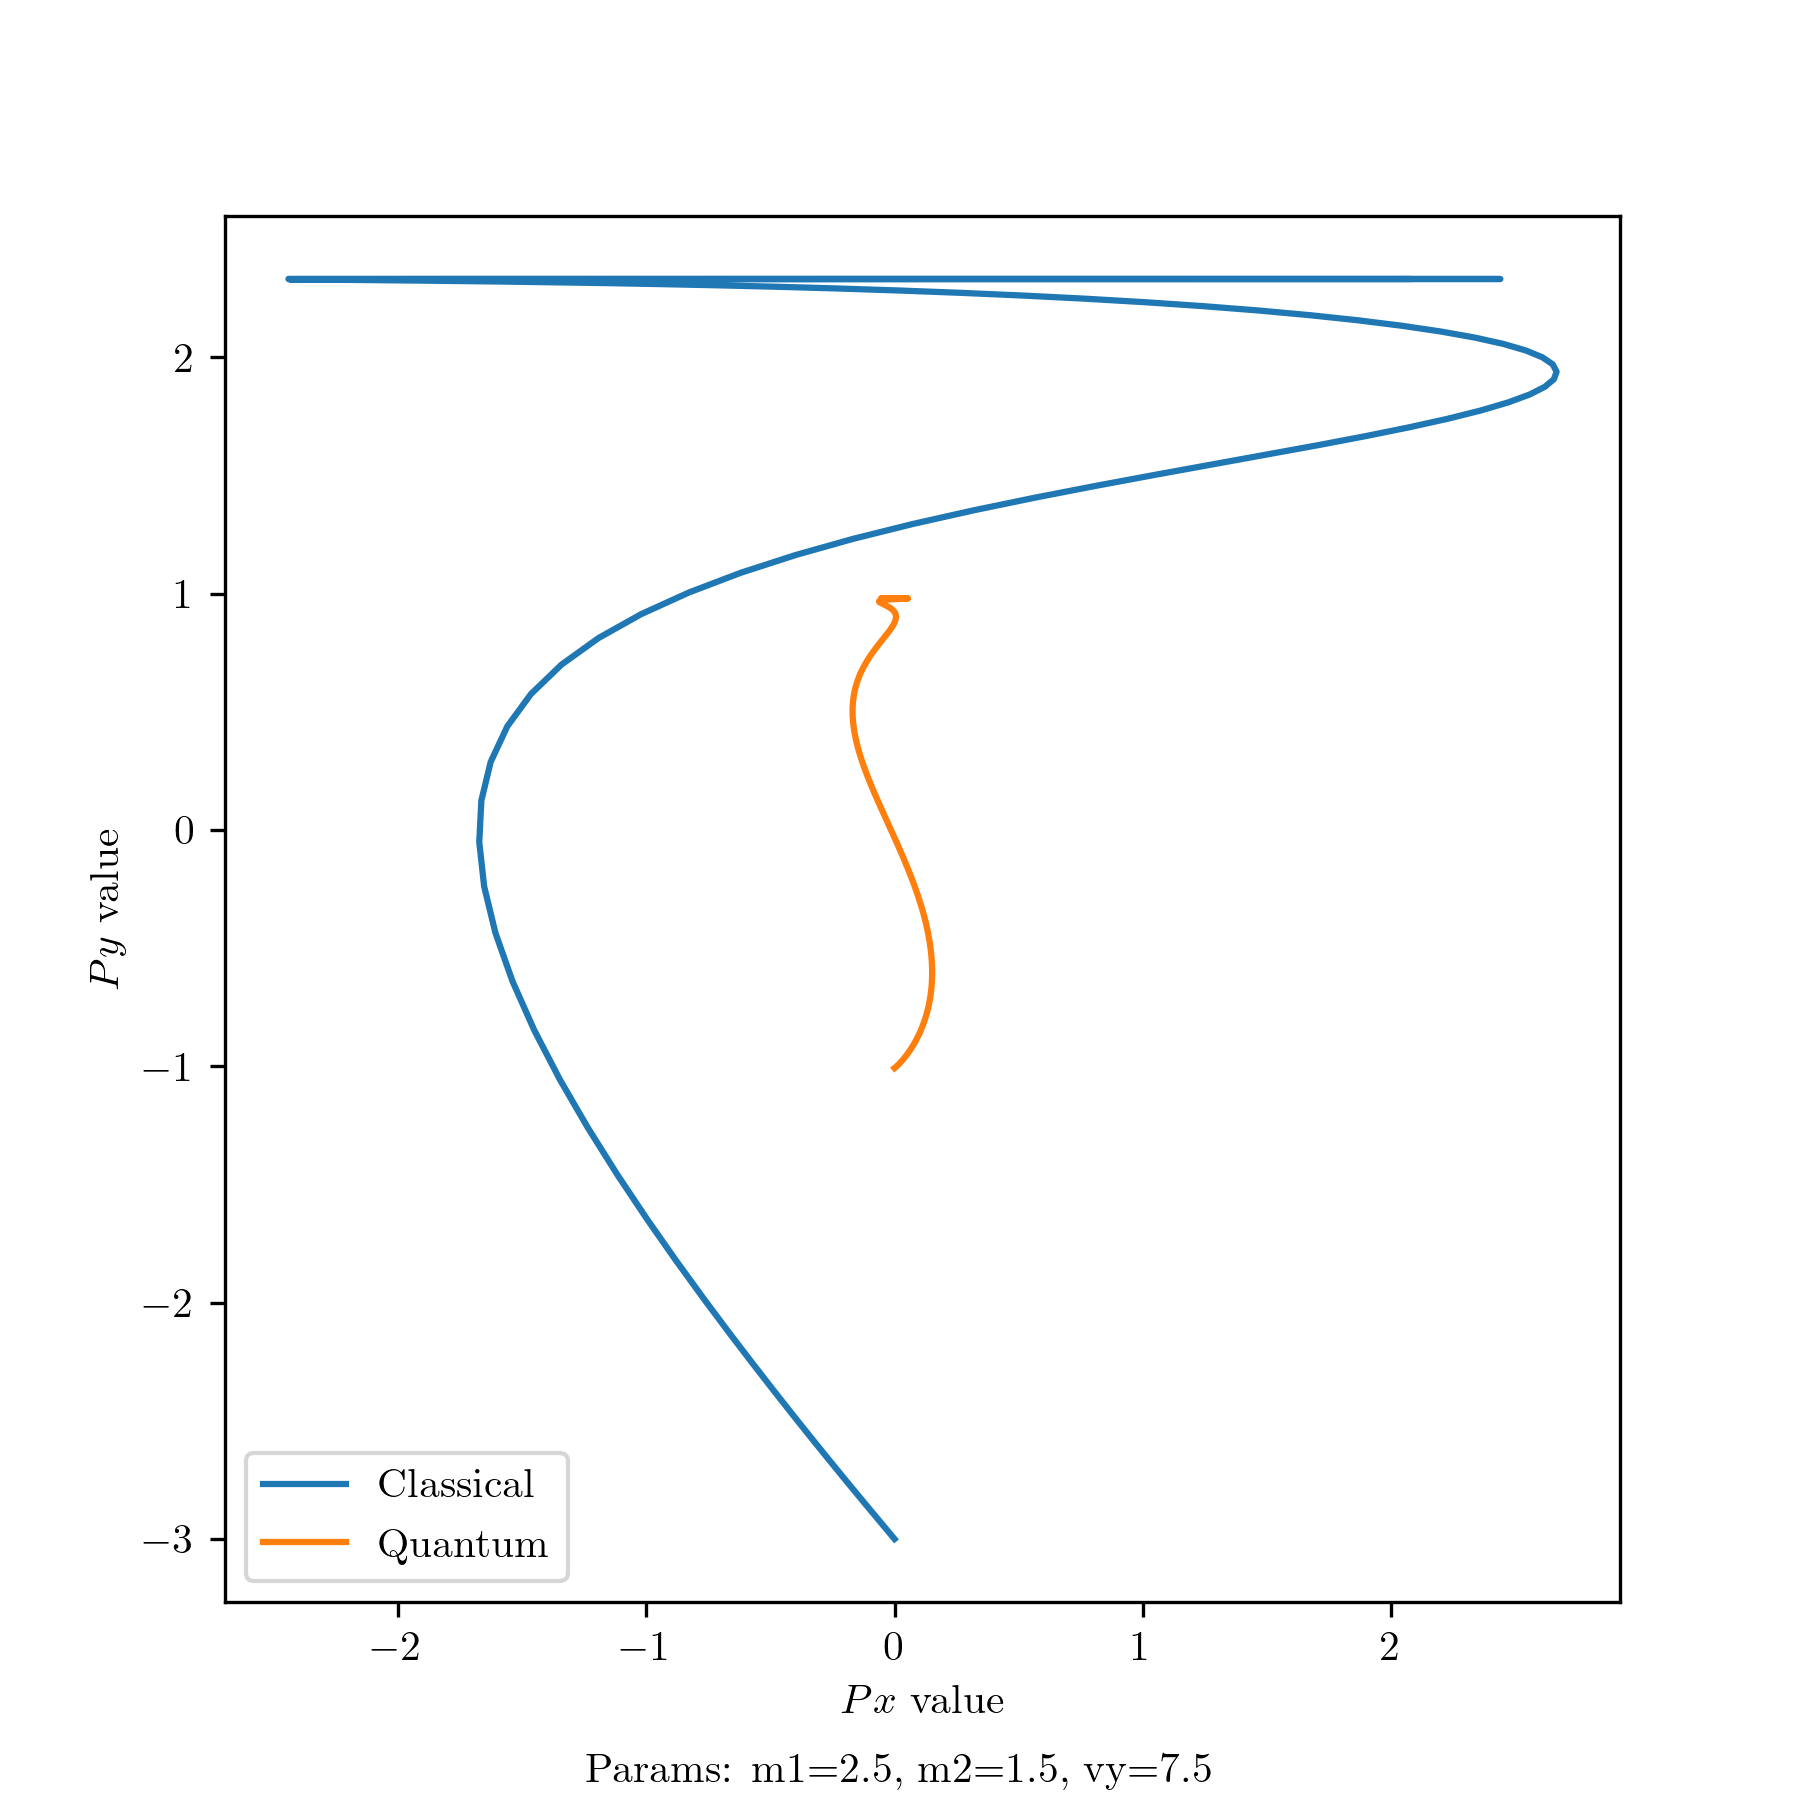 2
1
0
−1
−2
−3
Py value
Classical
Quantum
−2 −1 0 1 2
Px value
Params: m1=2.5, m2=1.5, vy=7.5